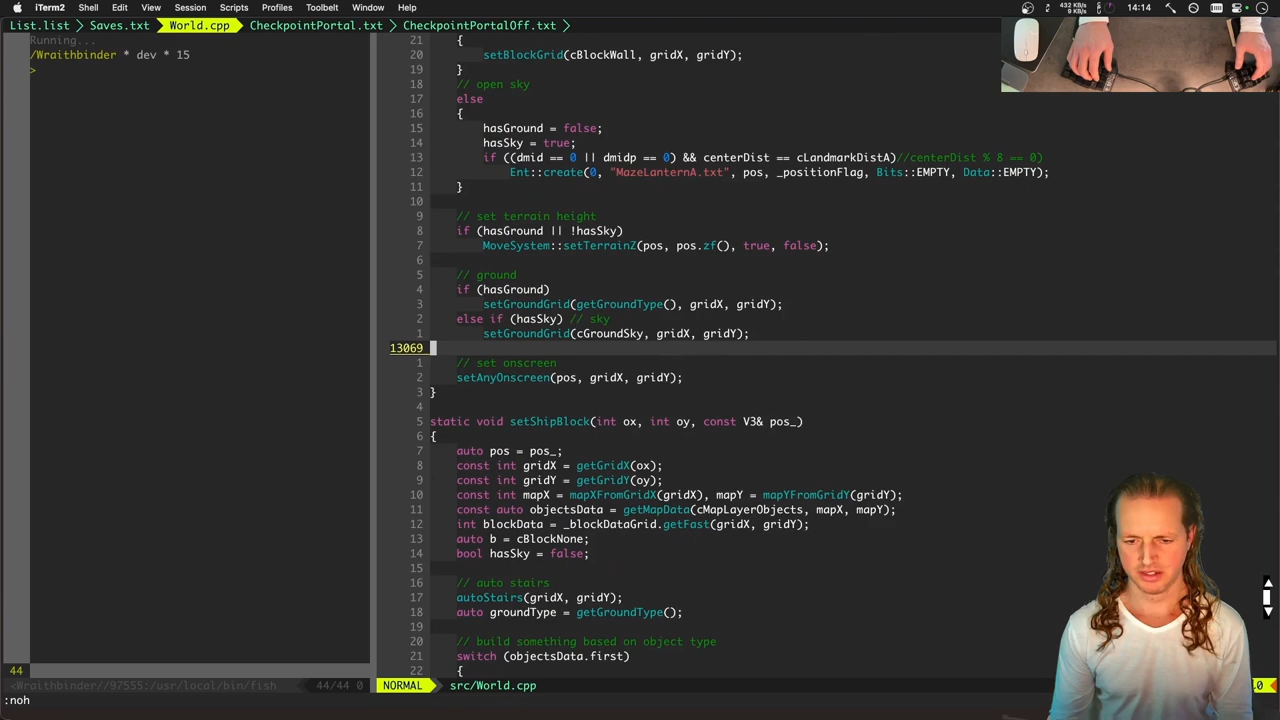 iTerm2 Shell Edit View Session Scripts Profiles Toolbelt Window Help 432 KB 9 KB 14:14
List.list Saves.txt World.cpp CheckpointPortal.txt CheckpointPortalOff.txt
Running...
/Wraithbinder * dev * 15
>
21 {
20 setBlockGrid(cBlockWall, gridX, gridY);
19 }
18 // open sky
17 else
16 {
15 hasGround = false;
14 hasSky = true;
13 if ((dmid == 0 || dmidp == 0) && centerDist == cLandmarkDistA)//centerDist % 8 == 0)
12 Ent::create(0, "MazeLanternA.txt", pos, _positionFlag, Bits::EMPTY, Data::EMPTY);
11 }
10
9 // set terrain height
8 if (hasGround || !hasSky)
7 MoveSystem::setTerrainZ(pos, pos.zf(), true, false);
6
5 // ground
4 if (hasGround)
3 setGroundGrid(getGroundType(), gridX, gridY);
2 else if (hasSky) // sky
1 setGroundGrid(cGroundSky, gridX, gridY);
13069
1 // set onscreen
2 setAnyOnscreen(pos, gridX, gridY);
3 }
4
5 static void setShipBlock(int ox, int oy, const V3& pos_)
6 {
7 auto pos = pos_;
8 const int gridX = getGridX(ox);
9 const int gridY = getGridY(oy);
10 const int mapX = mapXFromGridX(gridX), mapY = mapYFromGridY(gridY);
11 const auto objectsData = getMapData(cMapLayerObjects, mapX, mapY);
12 int blockData = _blockDataGrid.getFast(gridX, gridY);
13 auto b = cBlockNone;
14 bool hasSky = false;
15
16 // auto stairs
17 autoStairs(gridX, gridY);
18 auto groundType = getGroundType();
19
20 // build something based on object type
21 switch (objectsData.first)
22 {
44
<Wraithbinder//97555:/usr/local/bin/fish 44/44 0 NORMAL src/World.cpp
:noh